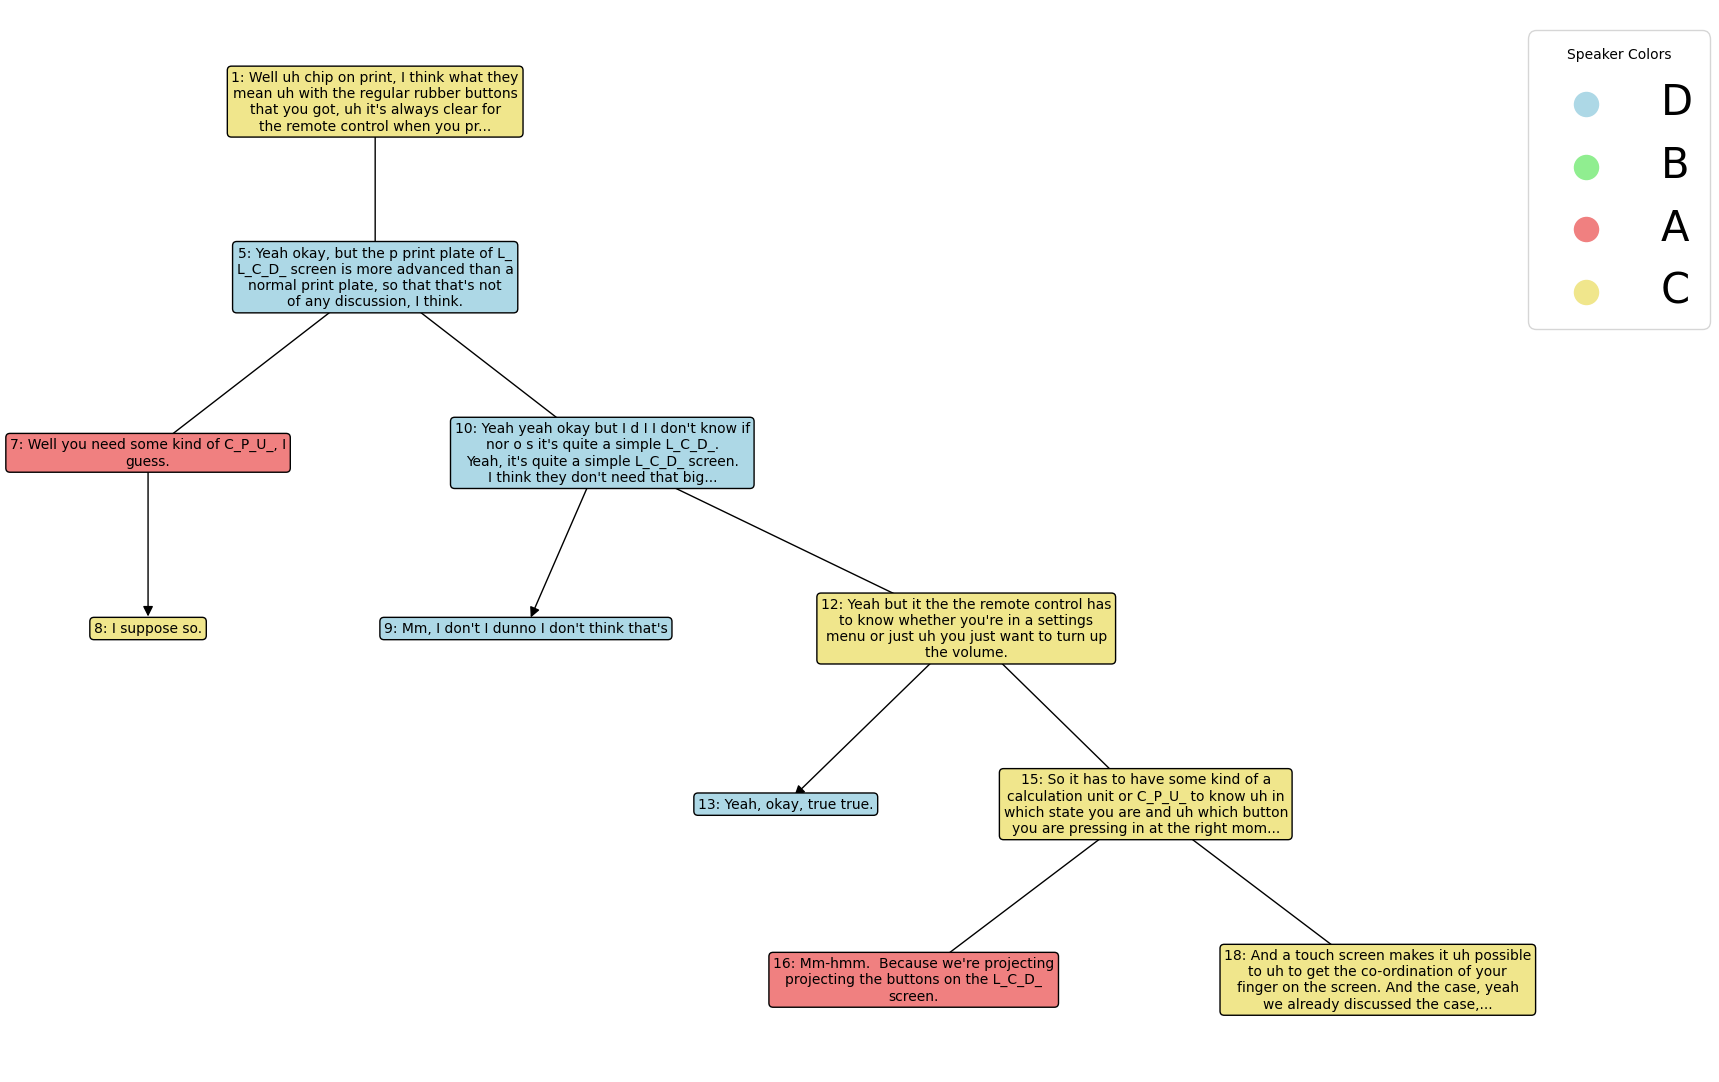 1: Well uh chip on print, I think what they
mean uh with the regular rubber buttons
that you got, uh it's always clear for
the remote control when you pr...
Speaker Colors
D
B
A
C
5: Yeah okay, but the p print plate of L_
L_C_D_ screen is more advanced than a
normal print plate, so that that's not
of any discussion, I think.
7: Well you need some kind of C_P_U_, I
guess.
10: Yeah yeah okay but I d I I don't know if
nor o s it's quite a simple L_C_D_.
Yeah, it's quite a simple L_C_D_ screen.
I think they don't need that big...
8: I suppose so.
9: Mm, I don't I dunno I don't think that's
12: Yeah but it the the remote control has
to know whether you're in a settings
menu or just uh you just want to turn up
the volume.
13: Yeah, okay, true true.
15: So it has to have some kind of a
calculation unit or C_P_U_ to know uh in
which state you are and uh which button
you are pressing in at the right mom...
16: Mm-hmm.  Because we're projecting
projecting the buttons on the L_C_D_
screen.
18: And a touch screen makes it uh possible
to uh to get the co-ordination of your
finger on the screen. And the case, yeah
we already discussed the case,...